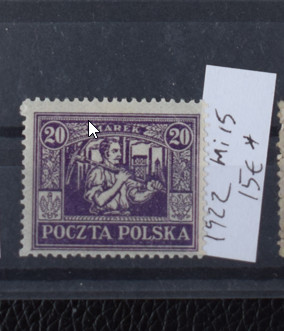 20 MAREK 20
POCZTA POLSKA
1922 Mi 15
15€ *